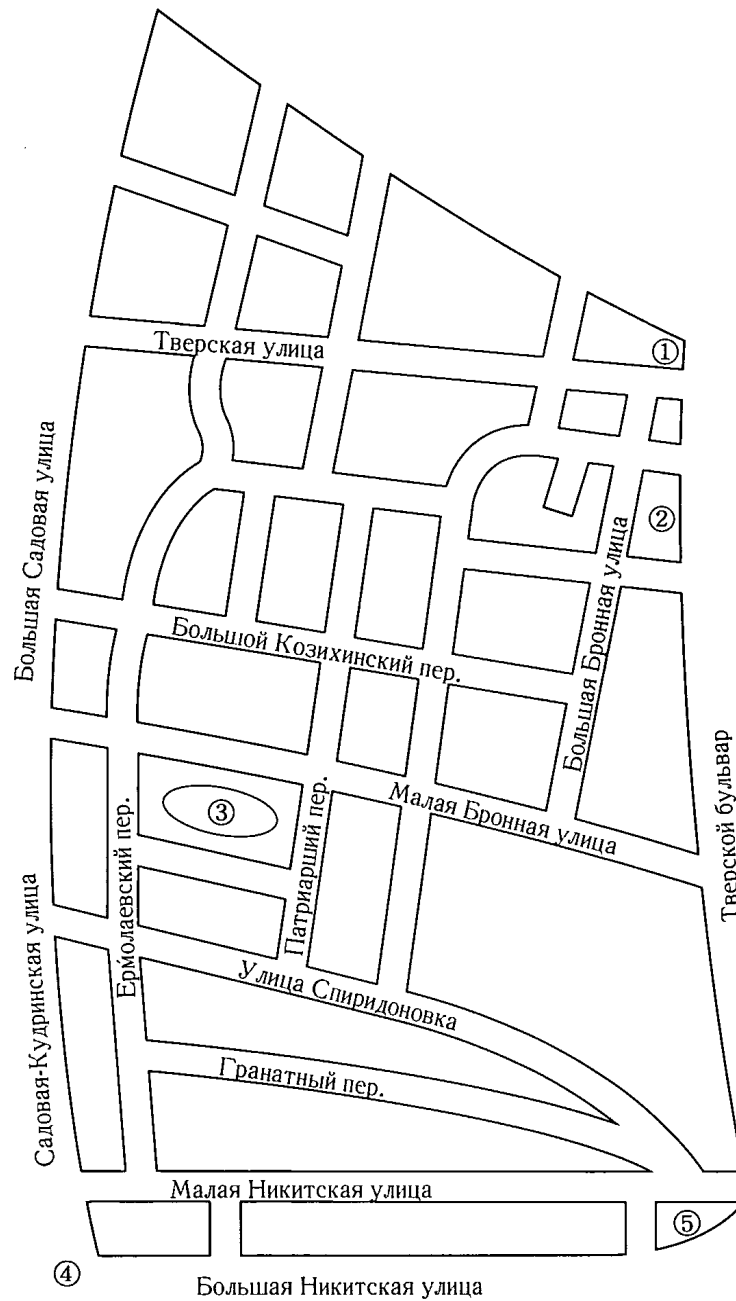 ①
Тверская улица
②
Большая Садовая улица
Большая Бронная улица
Большой Козихинский пер.
Тверской бульвар
③
Малая Бронная улица
Патриарший пер.
Ермолаевский пер.
Садовая-Кудринская улица
Улица Спиридоновка
Гранатный пер.
Малая Никитская улица
⑤
④
Большая Никитская улица